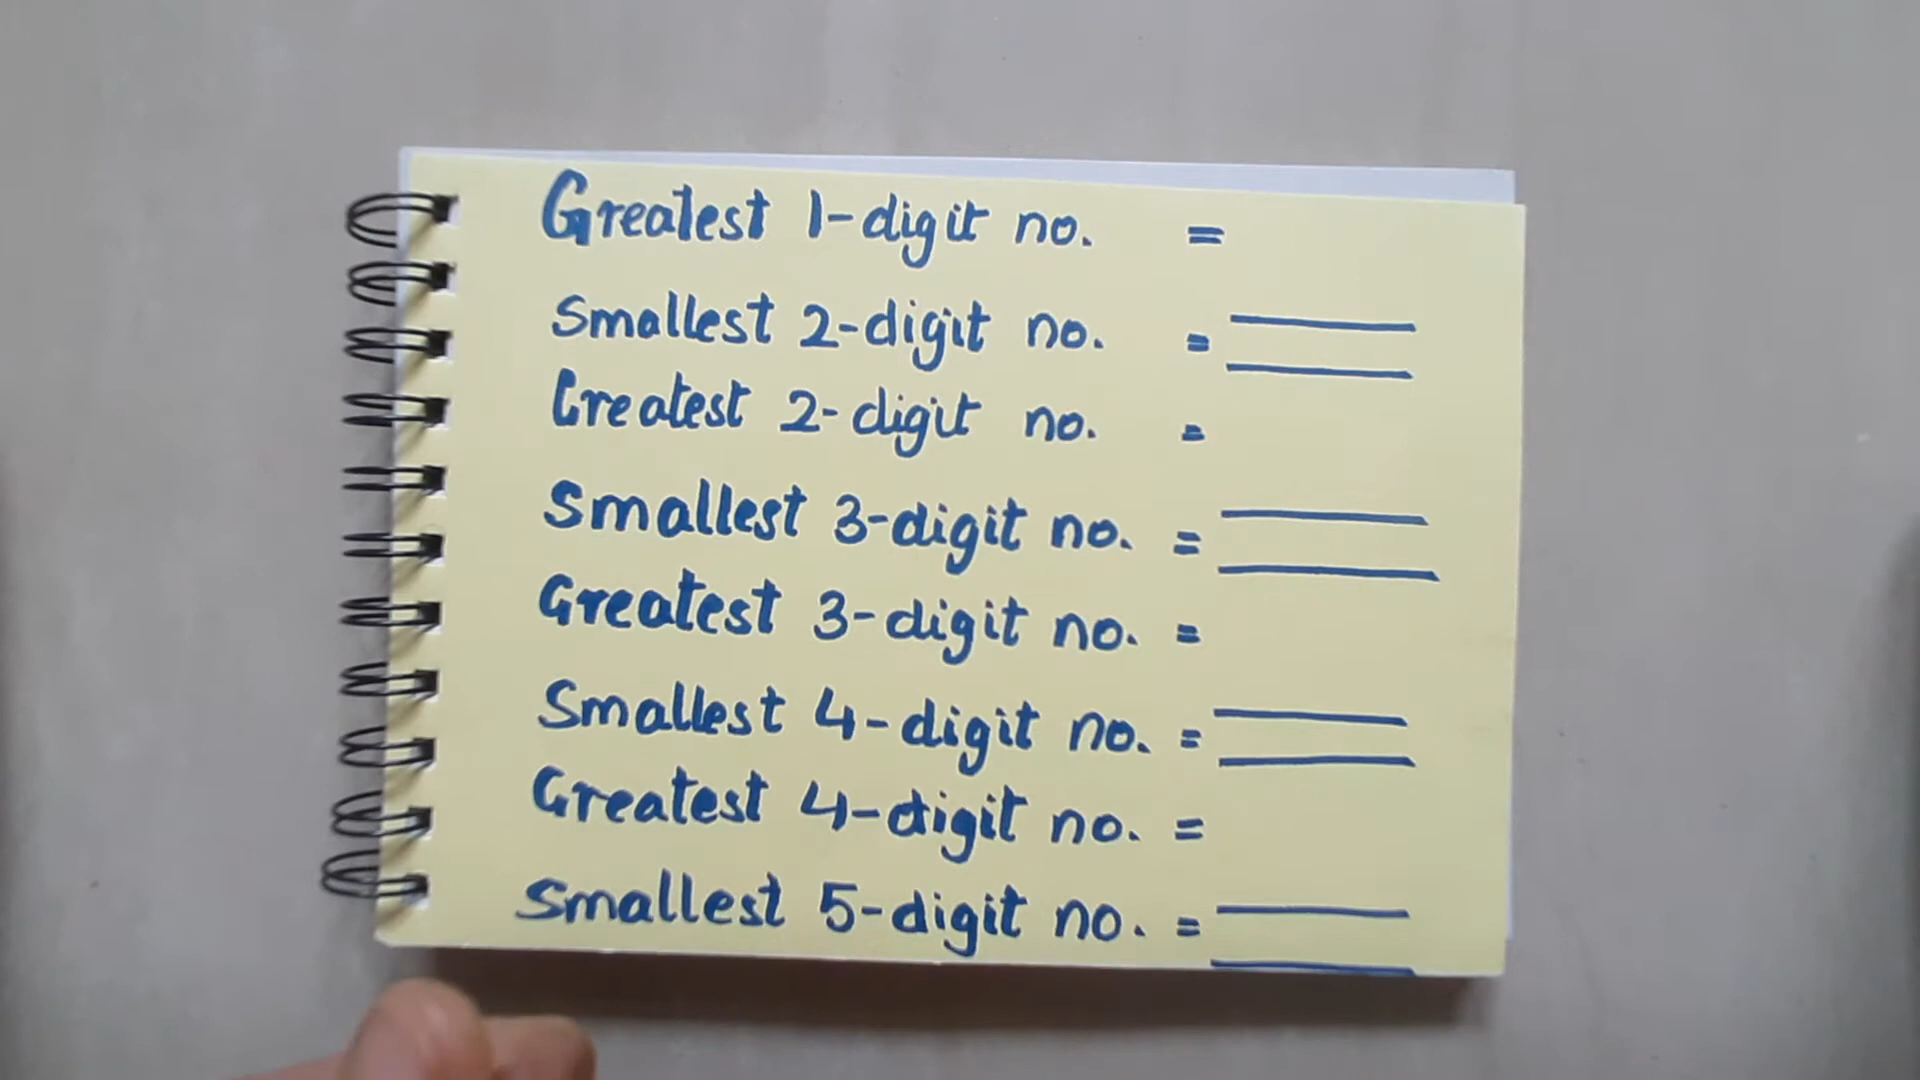 Greatest 1-digit no. =
Smallest 2-digit no. =
Greatest 2-digit no. =
Smallest 3-digit no. =
Greatest 3-digit no. =
Smallest 4-digit no. =
Greatest 4-digit no. =
Smallest 5-digit no. =